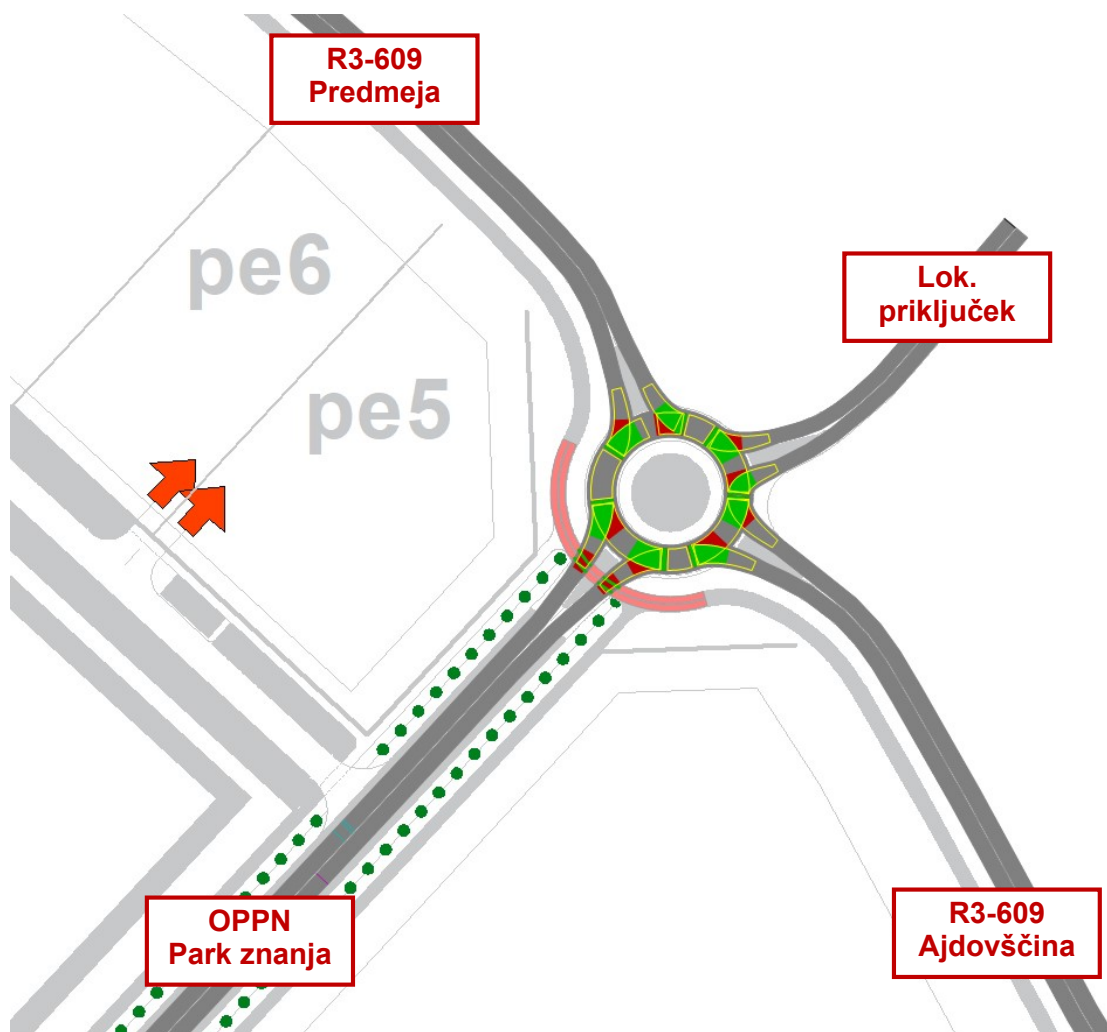 R3-609
Predmeja
pe6
Lok.
priključek
pe5
OPPN
Park znanja
R3-609
Ajdovščina